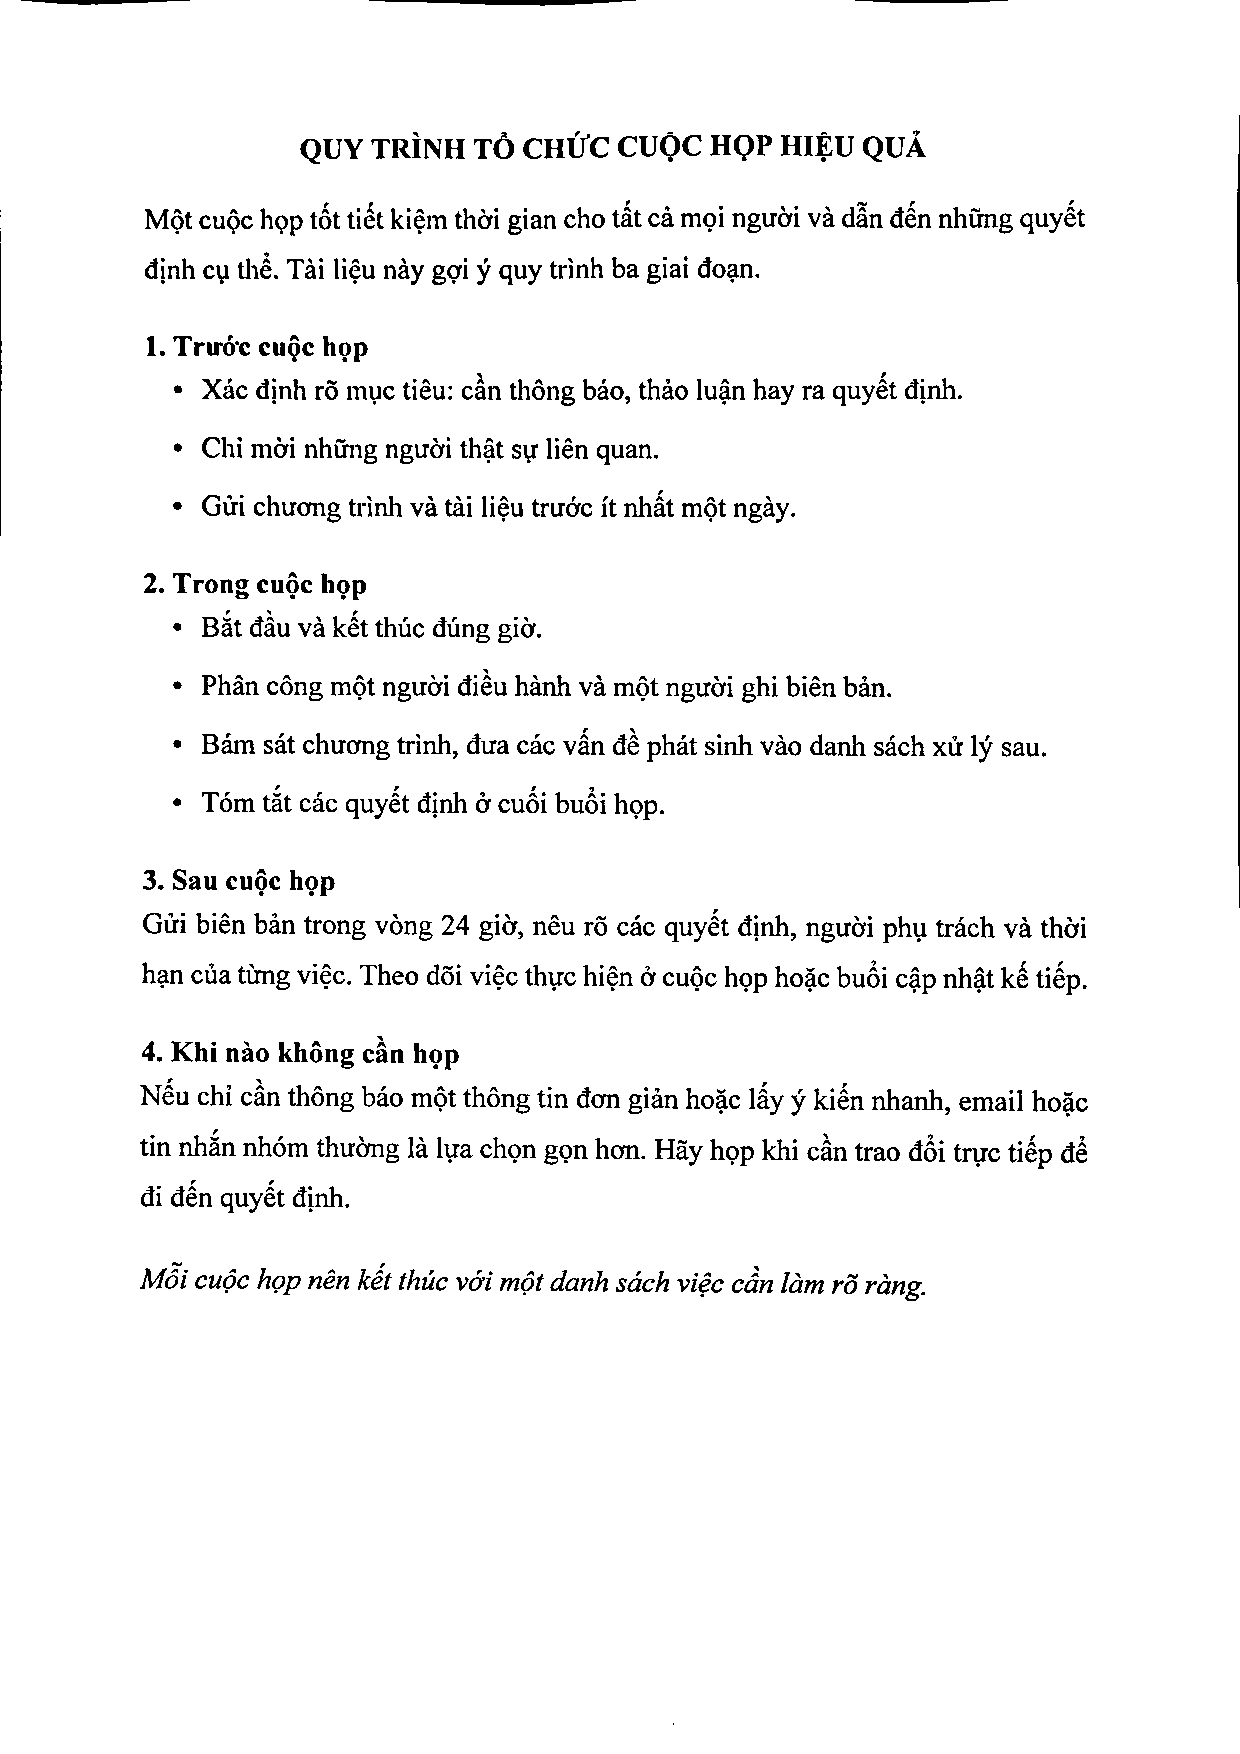 QUY TRÌNH TỔ CHỨC CUỘC HỌP HIỆU QUẢ
Một cuộc họp tốt tiết kiệm thời gian cho tất cả mọi người và dẫn đến những quyết
định cụ thể. Tài liệu này gợi ý quy trình ba giai đoạn.
1. Trước cuộc họp
• Xác định rõ mục tiêu: cần thông báo, thảo luận hay ra quyết định.
• Chỉ mời những người thật sự liên quan.
• Gửi chương trình và tài liệu trước ít nhất một ngày.
2. Trong cuộc họp
• Bắt đầu và kết thúc đúng giờ.
• Phân công một người điều hành và một người ghi biên bản.
• Bám sát chương trình, đưa các vấn đề phát sinh vào danh sách xử lý sau.
• Tóm tắt các quyết định ở cuối buổi họp.
3. Sau cuộc họp
Gửi biên bản trong vòng 24 giờ, nêu rõ các quyết định, người phụ trách và thời
hạn của từng việc. Theo dõi việc thực hiện ở cuộc họp hoặc buổi cập nhật kế tiếp.
4. Khi nào không cần họp
Nếu chỉ cần thông báo một thông tin đơn giản hoặc lấy ý kiến nhanh, email hoặc
tin nhắn nhóm thường là lựa chọn gọn hơn. Hãy họp khi cần trao đổi trực tiếp để
đi đến quyết định.
Mỗi cuộc họp nên kết thúc với một danh sách việc cần làm rõ ràng.